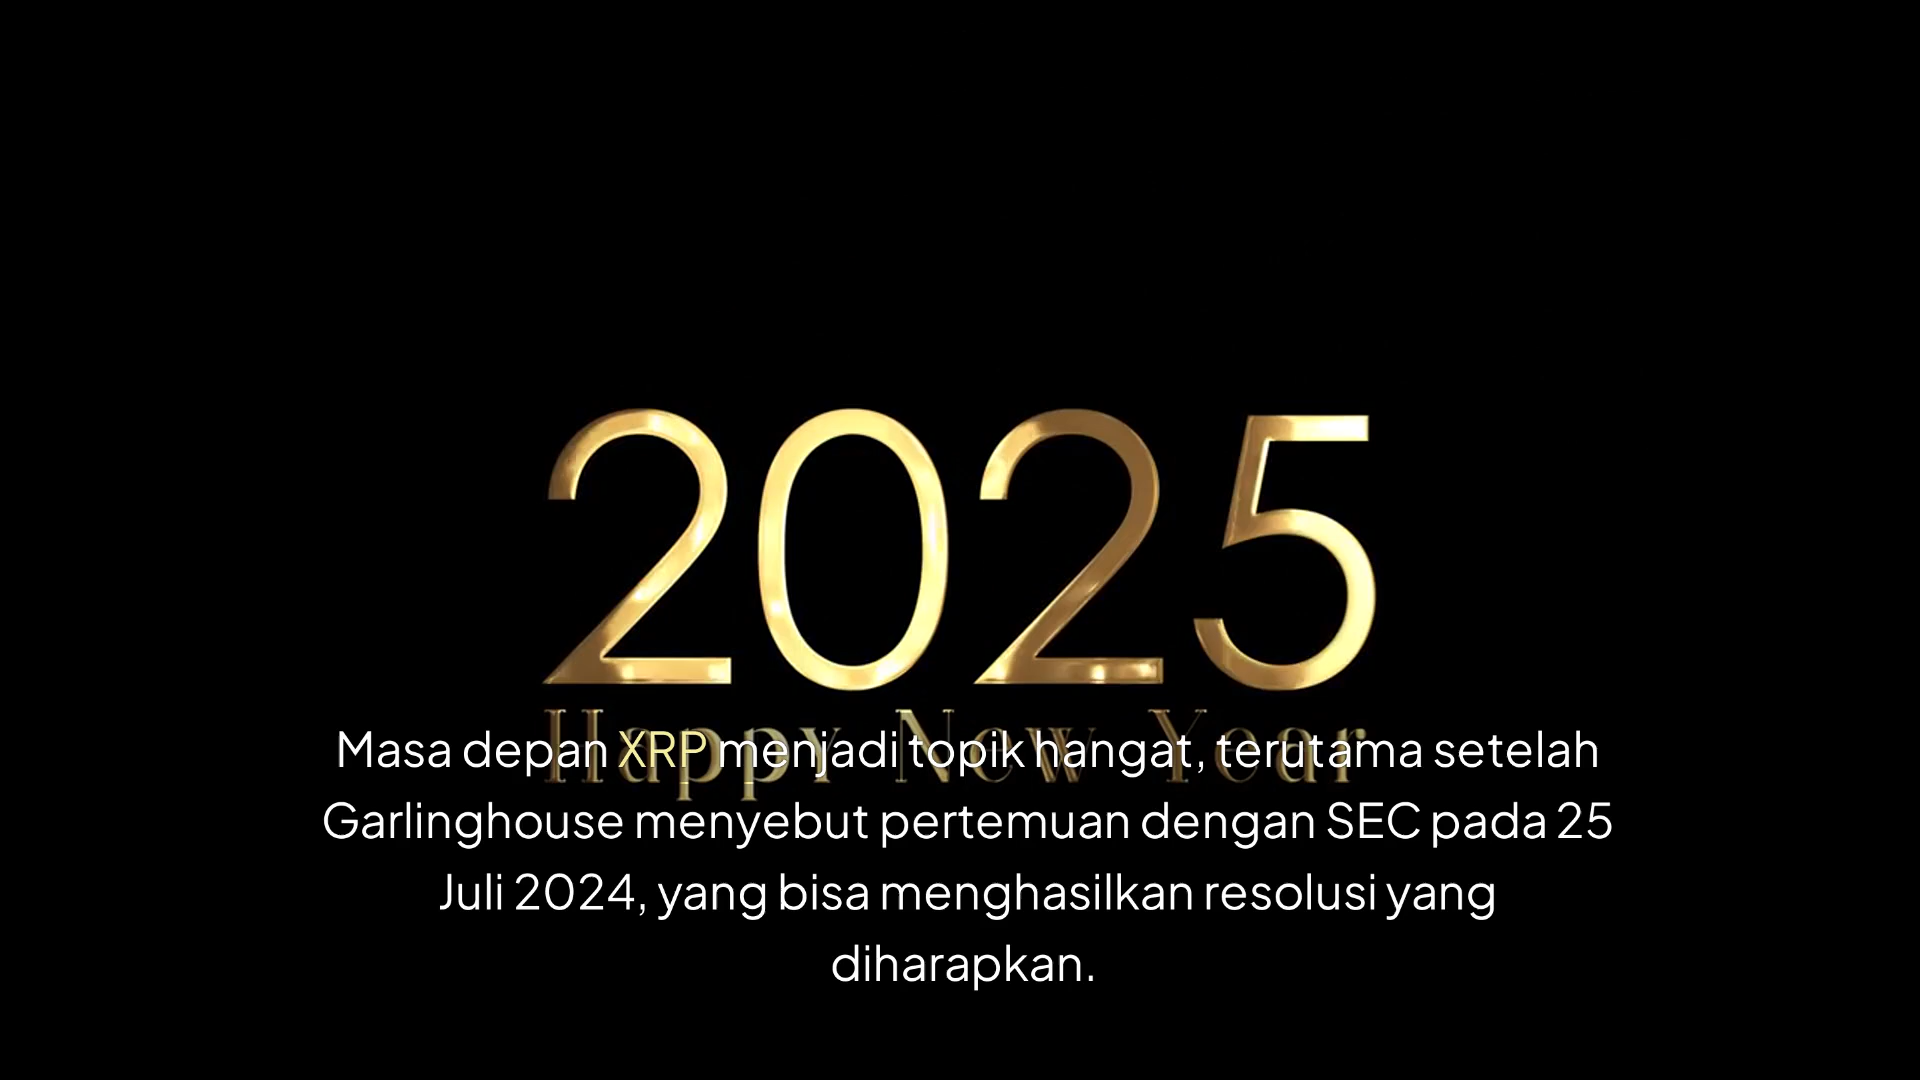 2025
Happy New Year
Masa depan XRP menjadi topik hangat, terutama setelah
Garlinghouse menyebut pertemuan dengan SEC pada 25
Juli 2024, yang bisa menghasilkan resolusi yang
diharapkan.